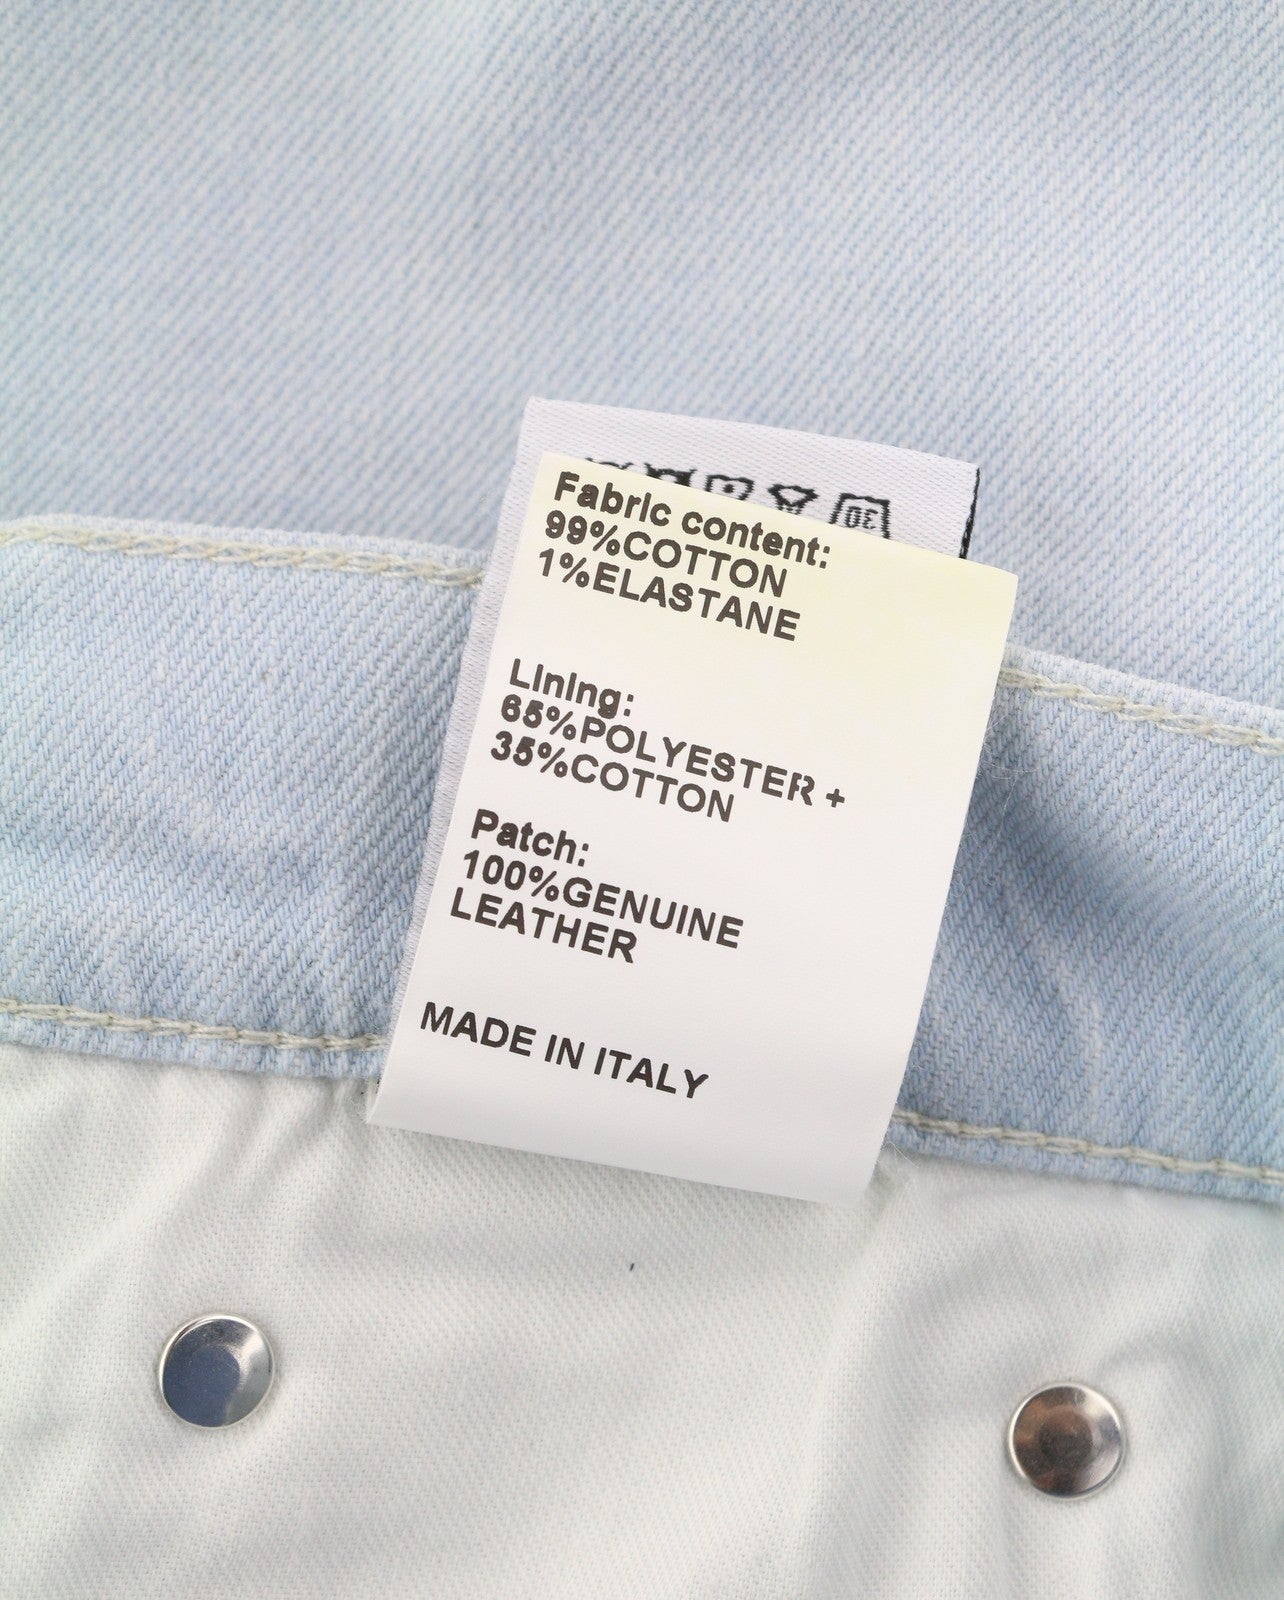 Fabric content:
99%COTTON
1%ELASTANE
Lining:
65%POLYESTER +
35%COTTON
Patch:
100%GENUINE
LEATHER
MADE IN ITALY